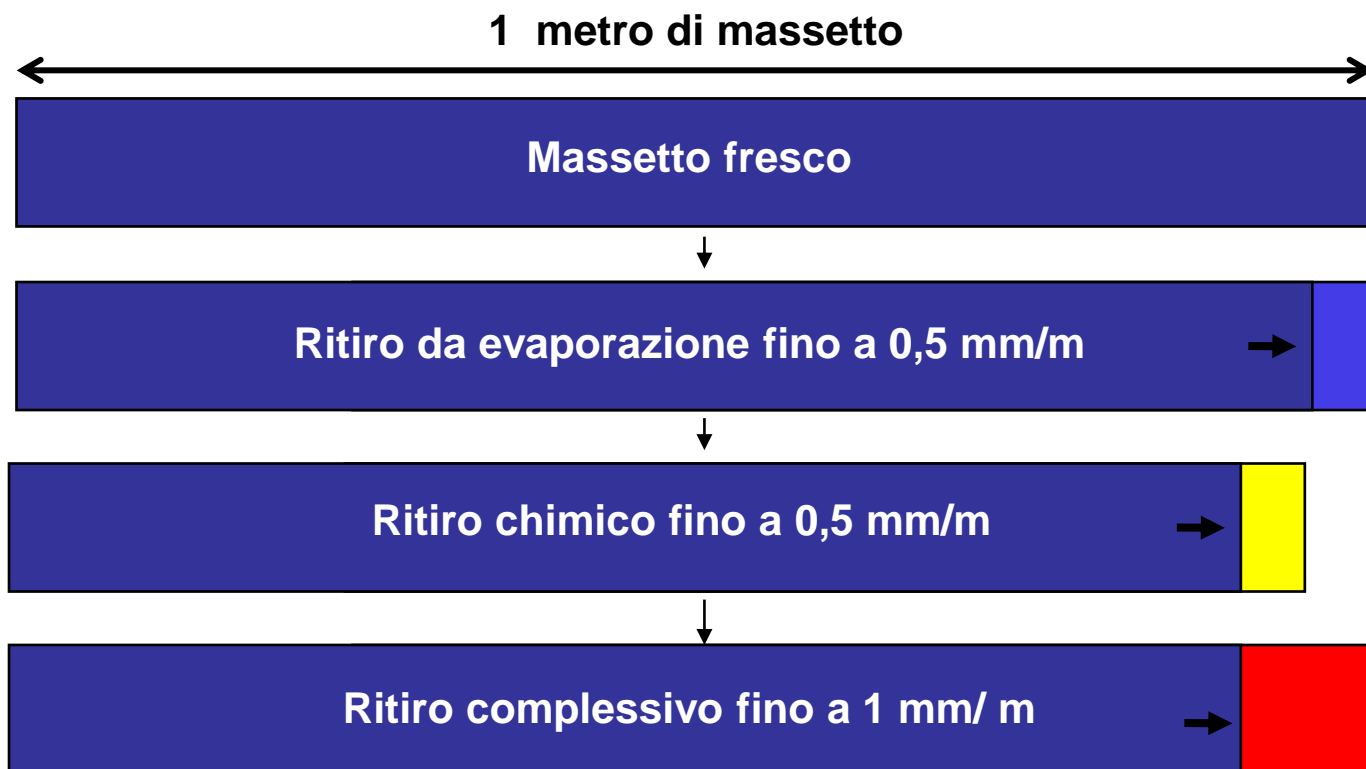 1 metro di massetto
Massetto fresco
Ritiro da evaporazione fino a 0,5 mm/m
Ritiro chimico fino a 0,5 mm/m
Ritiro complessivo fino a 1 mm/ m